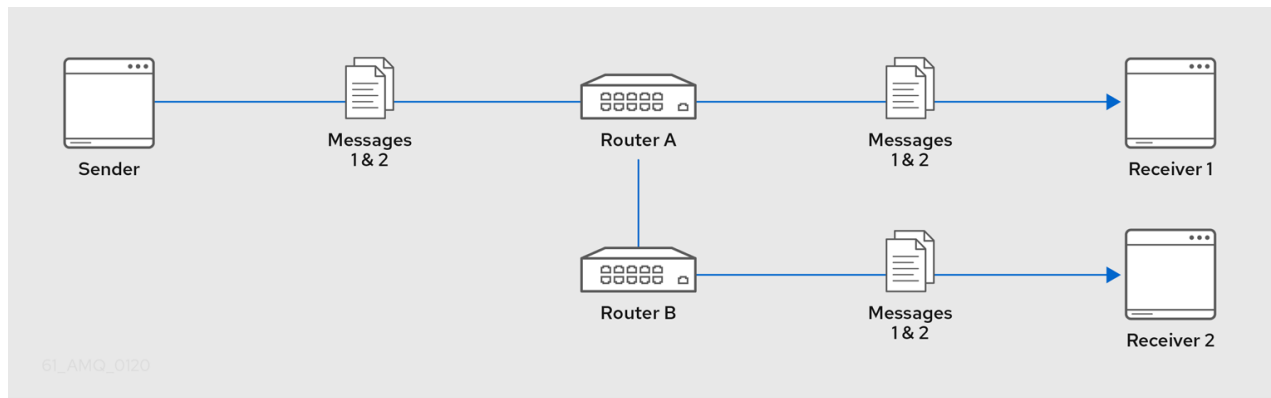 Messages
1 & 2
Router A
Messages
1 & 2
Sender
Receiver 1
Router B
Messages
1 & 2
Receiver 2
61_AMQ_0120